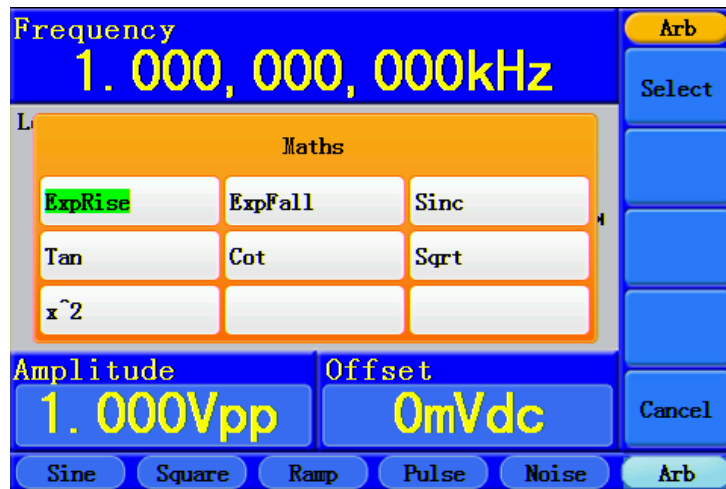 Frequency
1.000,000,000kHz
Arb
Select
Maths
ExpRise ExpFall Sinc
Tan Cot Sqrt
x^2
Amplitude Offset
1.000Vpp 0mVdc
Cancel
Sine Square Ramp Pulse Noise Arb